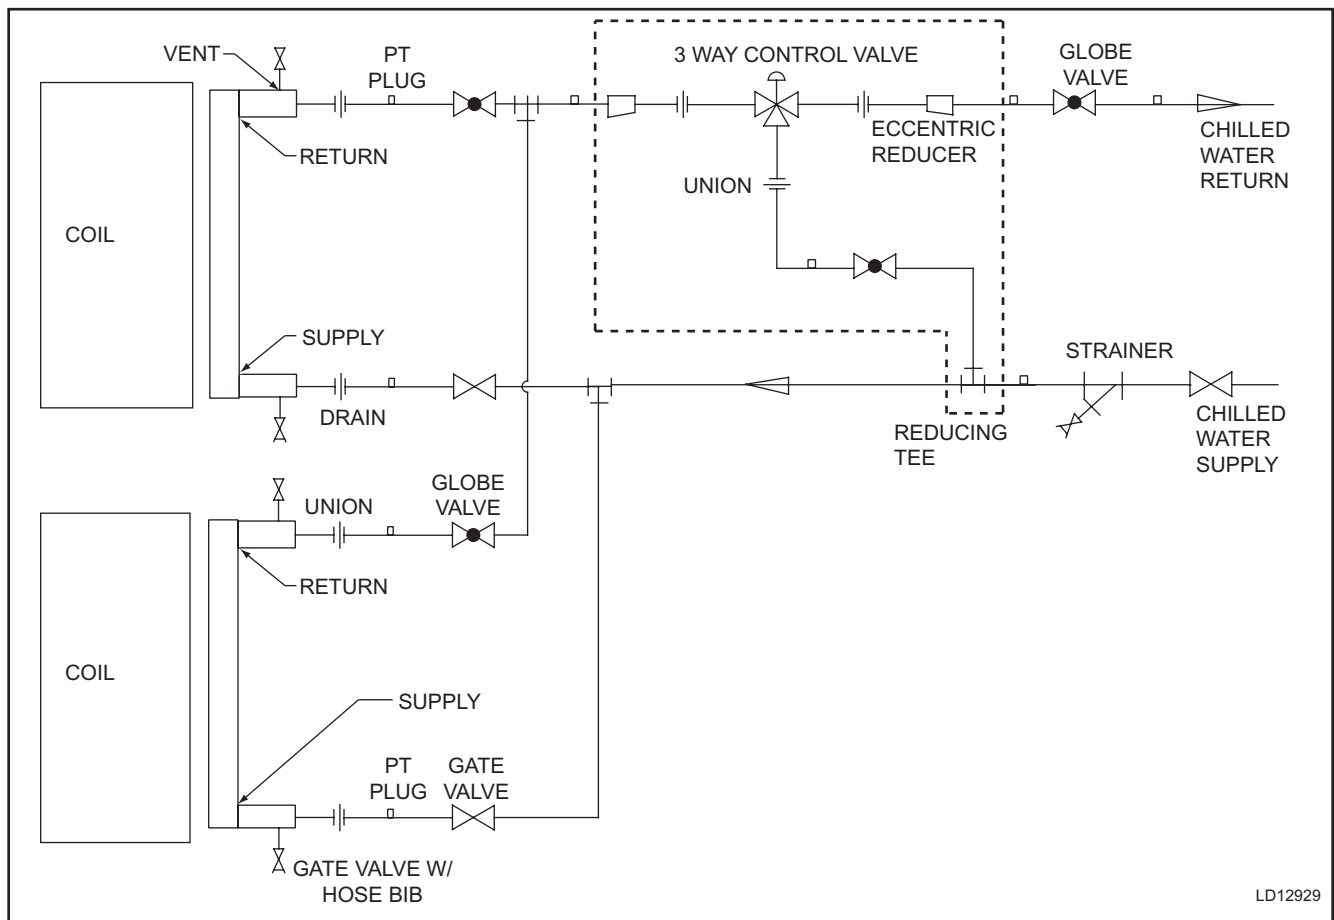 VENT
PT
PLUG
3 WAY CONTROL VALVE
GLOBE
VALVE
RETURN
ECCENTRIC
REDUCER
CHILLED
WATER
RETURN
UNION
COIL
SUPPLY
DRAIN
STRAINER
REDUCING
TEE
CHILLED
WATER
SUPPLY
UNION
GLOBE
VALVE
RETURN
COIL
SUPPLY
PT
PLUG
GATE
VALVE
GATE VALVE W/
HOSE BIB
LD12929